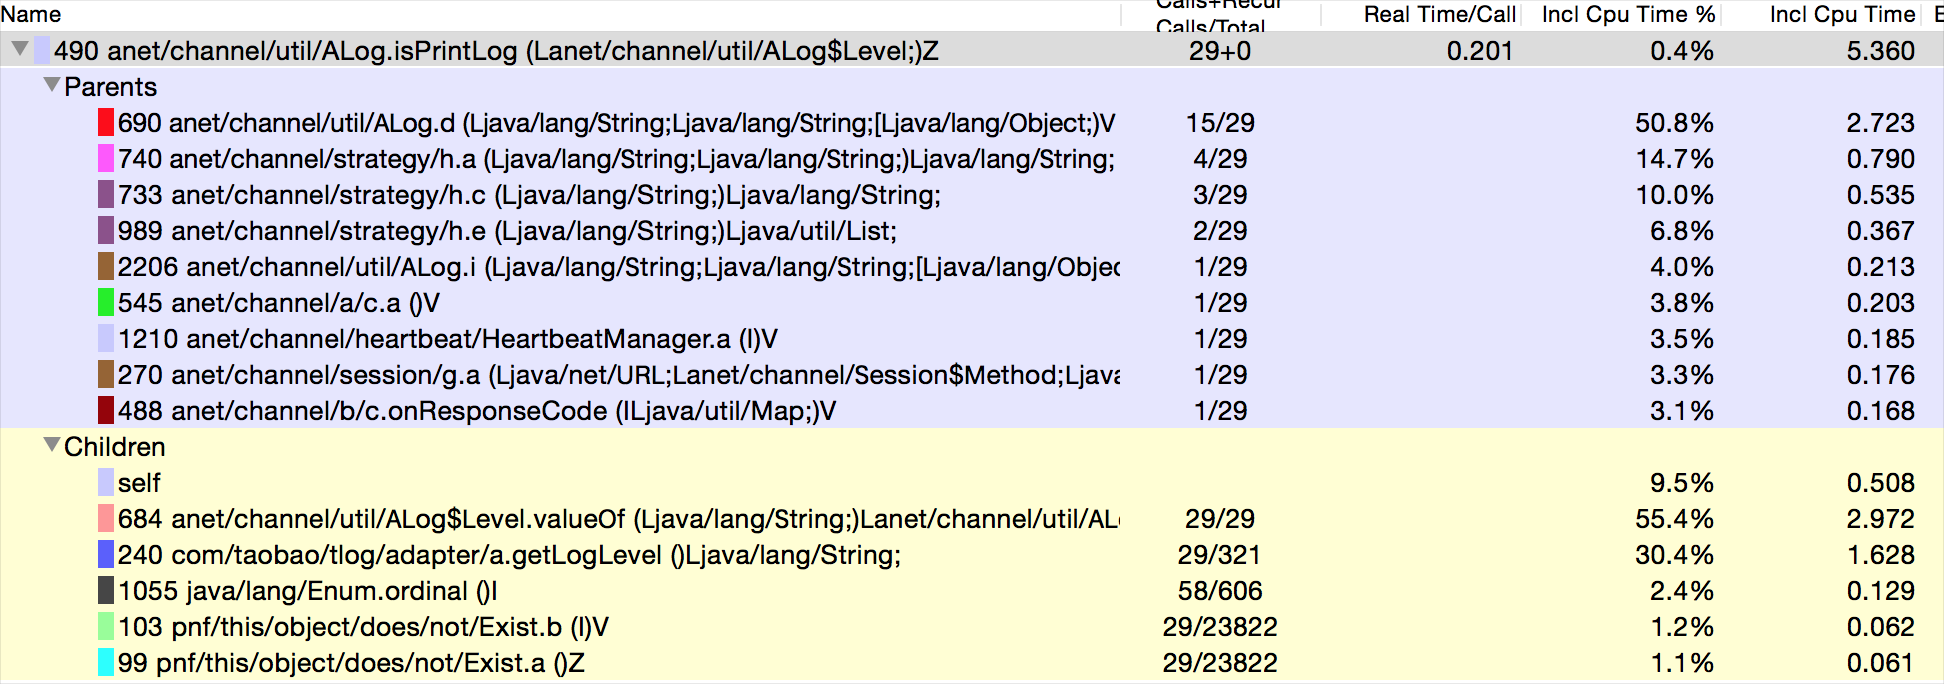 Name Calls+Recur Calls/Total Real Time/Call Incl Cpu Time % Incl Cpu Time
490 anet/channel/util/ALog.isPrintLog (Lanet/channel/util/ALog$Level;)Z 29+0 0.201 0.4% 5.360
Parents
690 anet/channel/util/ALog.d (Ljava/lang/String;Ljava/lang/String;[Ljava/lang/Object;)V 15/29 50.8% 2.723
740 anet/channel/strategy/h.a (Ljava/lang/String;Ljava/lang/String;)Ljava/lang/String; 4/29 14.7% 0.790
733 anet/channel/strategy/h.c (Ljava/lang/String;)Ljava/lang/String; 3/29 10.0% 0.535
989 anet/channel/strategy/h.e (Ljava/lang/String;)Ljava/util/List; 2/29 6.8% 0.367
2206 anet/channel/util/ALog.i (Ljava/lang/String;Ljava/lang/String;[Ljava/lang/Objec 1/29 4.0% 0.213
545 anet/channel/a/c.a ()V 1/29 3.8% 0.203
1210 anet/channel/heartbeat/HeartbeatManager.a (I)V 1/29 3.5% 0.185
270 anet/channel/session/g.a (Ljava/net/URL;Lanet/channel/Session$Method;Ljava 1/29 3.3% 0.176
488 anet/channel/b/c.onResponseCode (ILjava/util/Map;)V 1/29 3.1% 0.168
Children
self 9.5% 0.508
684 anet/channel/util/ALog$Level.valueOf (Ljava/lang/String;)Lanet/channel/util/AL 29/29 55.4% 2.972
240 com/taobao/tlog/adapter/a.getLogLevel ()Ljava/lang/String; 29/321 30.4% 1.628
1055 java/lang/Enum.ordinal ()I 58/606 2.4% 0.129
103 pnf/this/object/does/not/Exist.b (I)V 29/23822 1.2% 0.062
99 pnf/this/object/does/not/Exist.a ()Z 29/23822 1.1% 0.061